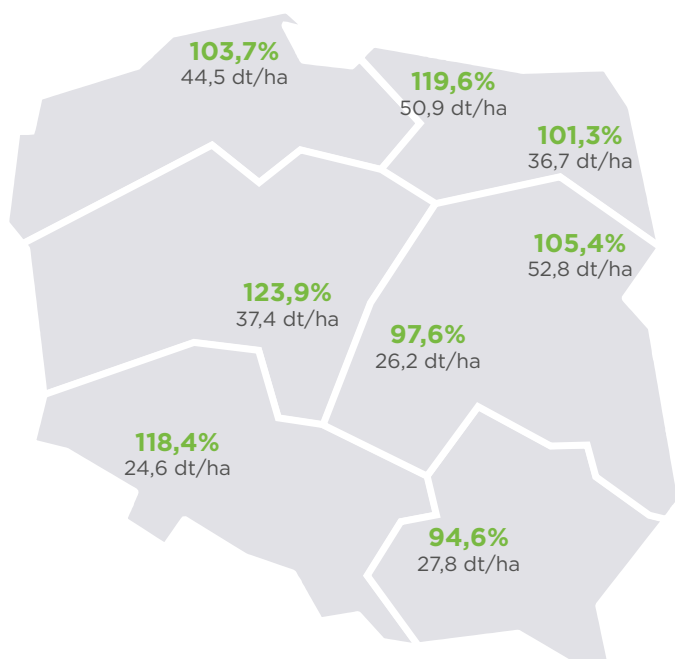 103,7%
44,5 dt/ha
119,6%
50,9 dt/ha
101,3%
36,7 dt/ha
105,4%
52,8 dt/ha
123,9%
37,4 dt/ha
97,6%
26,2 dt/ha
118,4%
24,6 dt/ha
94,6%
27,8 dt/ha